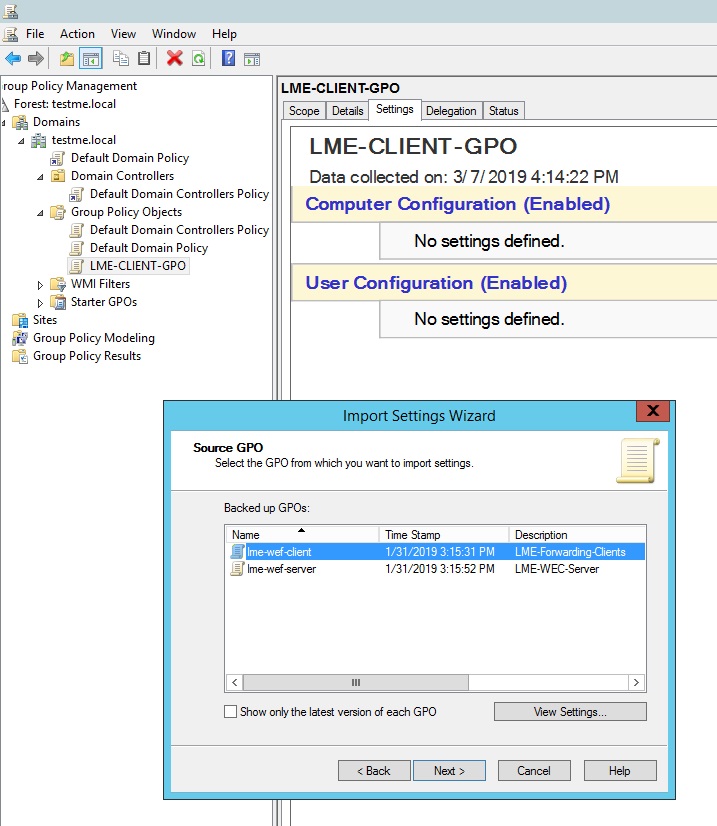 File Action View Window Help
roup Policy Management
Forest: testme.local
Domains
testme.local
Default Domain Policy
Domain Controllers
Default Domain Controllers Policy
Group Policy Objects
Default Domain Controllers Policy
Default Domain Policy
LME-CLIENT-GPO
WMI Filters
Starter GPOs
Sites
Group Policy Modeling
Group Policy Results
LME-CLIENT-GPO
Scope Details Settings Delegation Status
LME-CLIENT-GPO
Data collected on: 3/7/2019 4:14:22 PM
Computer Configuration (Enabled)
No settings defined.
User Configuration (Enabled)
No settings defined.
Import Settings Wizard
Source GPO
Select the GPO from which you want to import settings.
Backed up GPOs:
Name Time Stamp Description
lme-wef-client 1/31/2019 3:15:31 PM LME-Forwarding-Clients
lme-wef-server 1/31/2019 3:15:52 PM LME-WEC-Server
Show only the latest version of each GPO View Settings...
< Back Next > Cancel Help